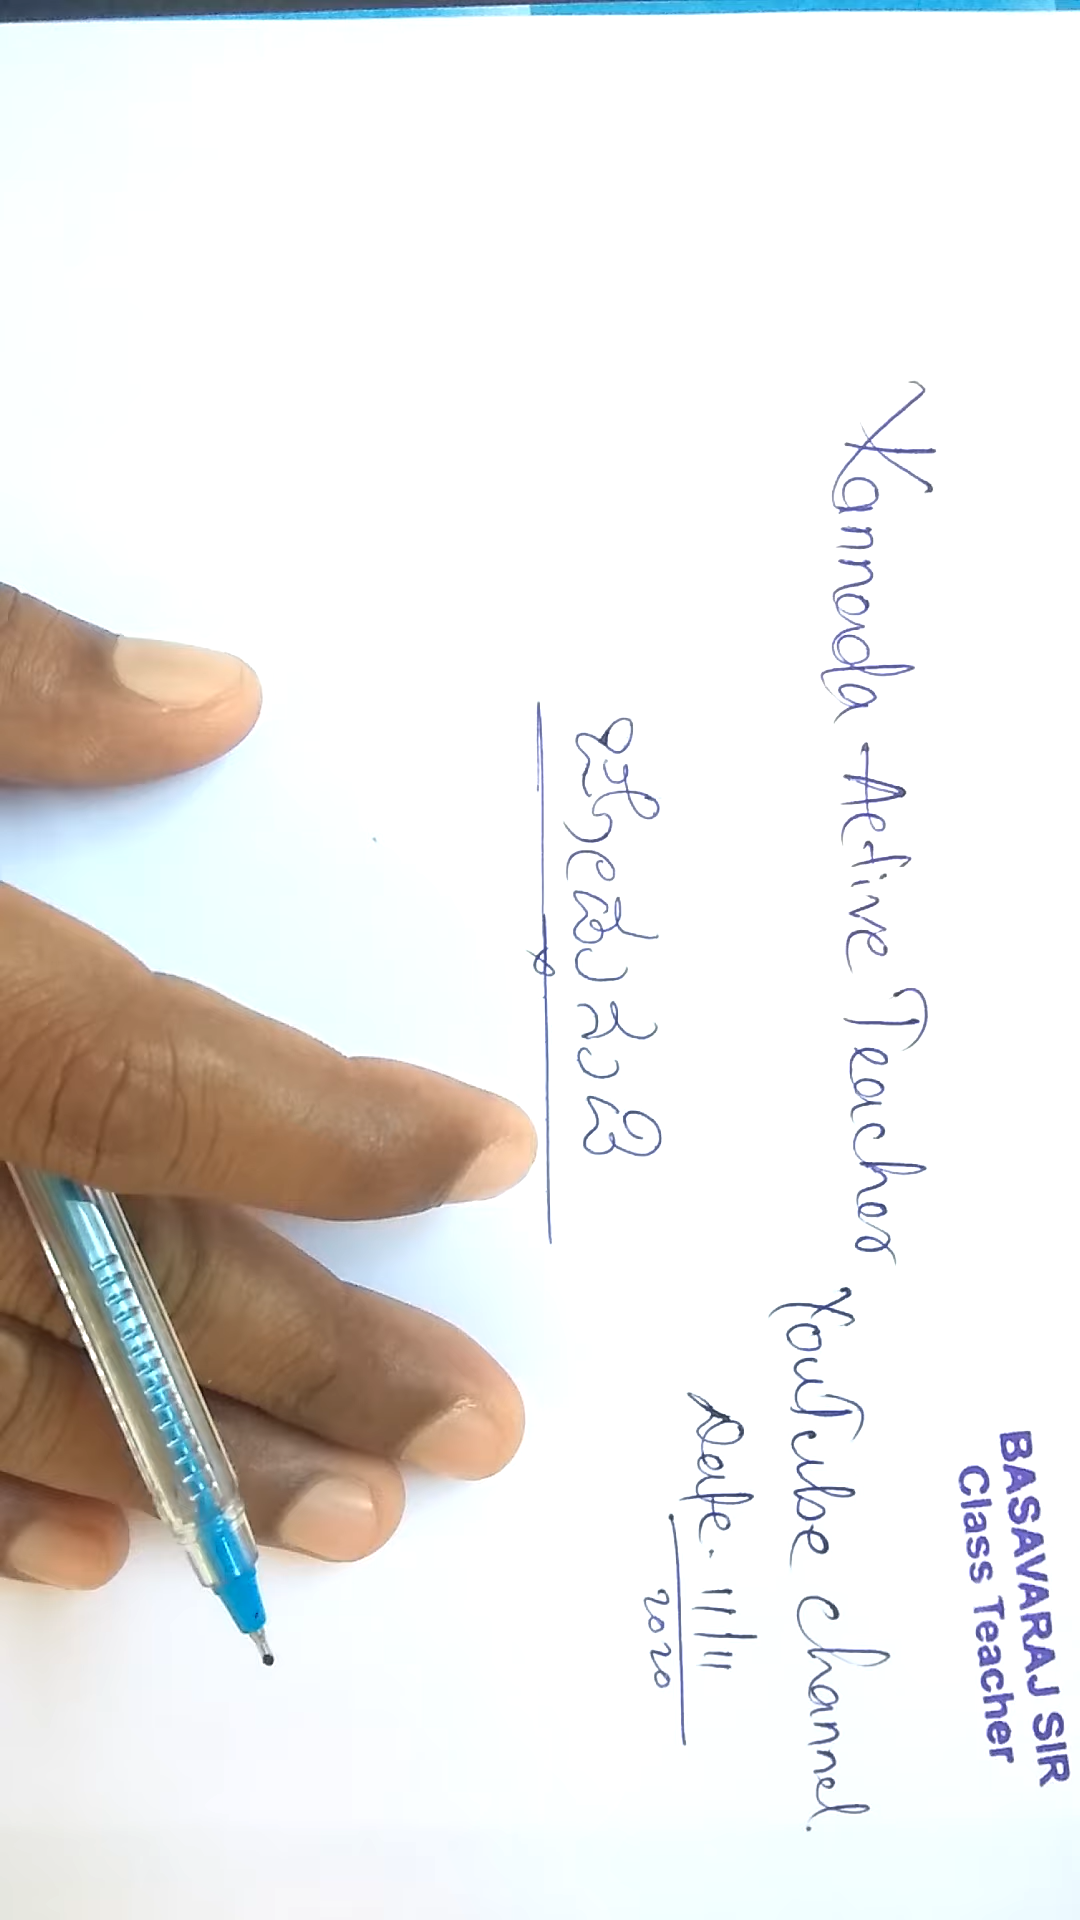 BASAVARAJ SIR
Class Teacher
Kannada Active Teacher YouTube channel.
Date. 11/11
2020